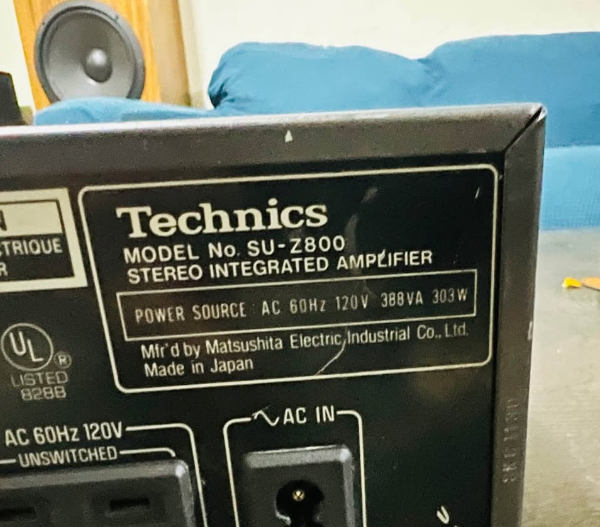 N
CTRIQUE
R
Technics
MODEL No. SU-Z800
STEREO INTEGRATED AMPLIFIER
POWER SOURCE : AC 60Hz 120V 388VA 303W
Mfr'd by Matsushita Electric Industrial Co., Ltd.
Made in Japan
UL ®
LISTED
828B
AC 60Hz 120V
UNSWITCHED
AC IN